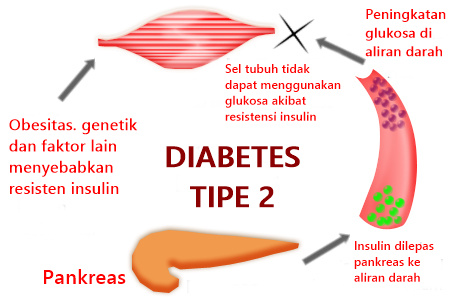 Peningkatan
glukosa di
aliran darah
Sel tubuh tidak
dapat menggunakan
glukosa akibat
resistensi insulin
Obesitas. genetik
dan faktor lain
menyebabkan
resisten insulin
DIABETES
TIPE 2
Pankreas
Insulin dilepas
pankreas ke
aliran darah